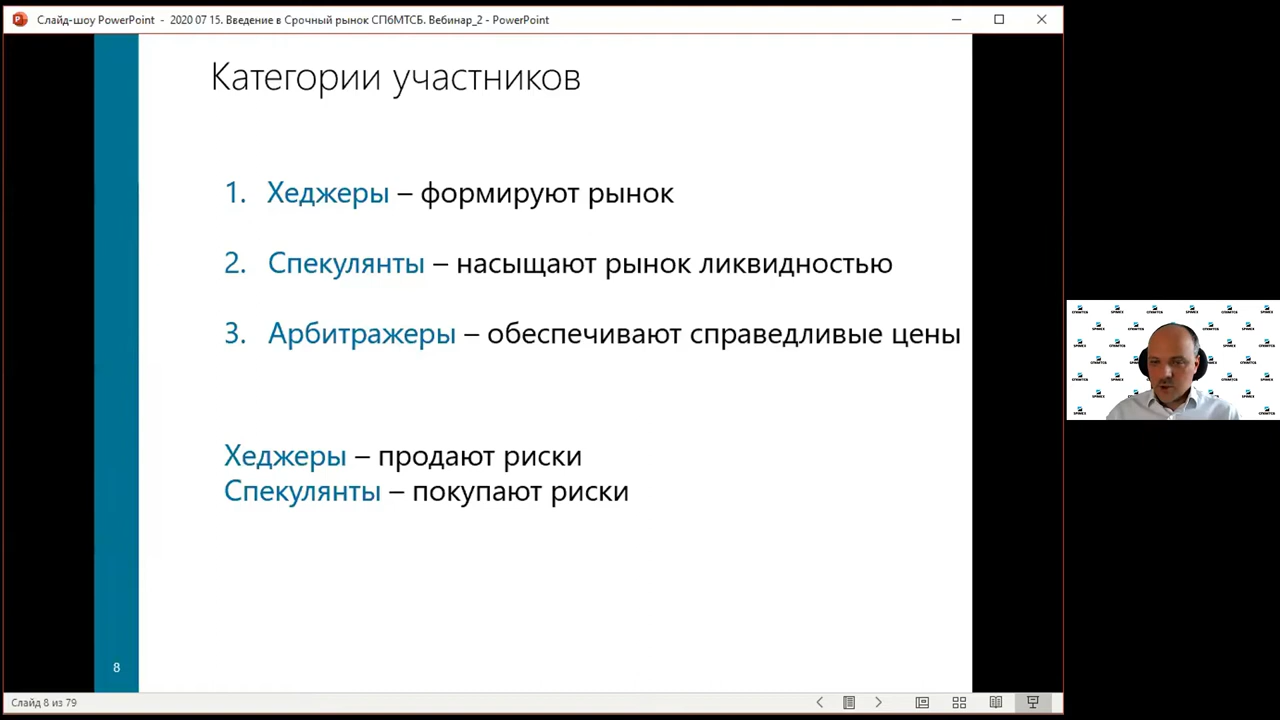 Слайд-шоу PowerPoint - 2020 07 15. Введение в Срочный рынок СПбМТСБ. Вебинар_2 - PowerPoint
Категории участников
1. Хеджеры – формируют рынок
2. Спекулянты – насыщают рынок ликвидностью
3. Арбитражеры – обеспечивают справедливые цены
Хеджеры – продают риски
Спекулянты – покупают риски
8
Слайд 8 из 79